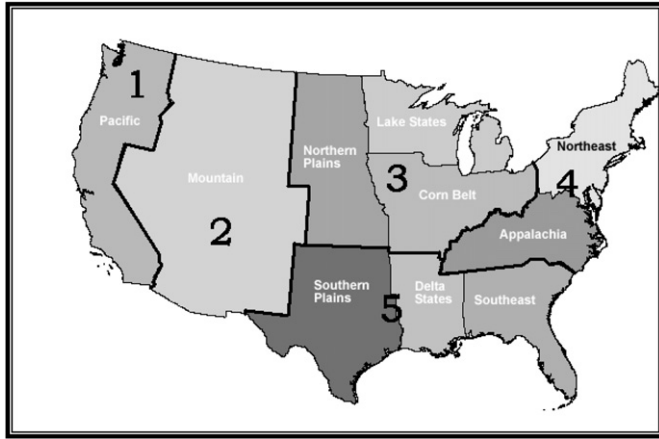 1
Pacific
Mountain
2
Northern
Plains
Lake States
3
Corn Belt
Northeast
4
Appalachia
Southern
Plains
5
Delta
States
Southeast